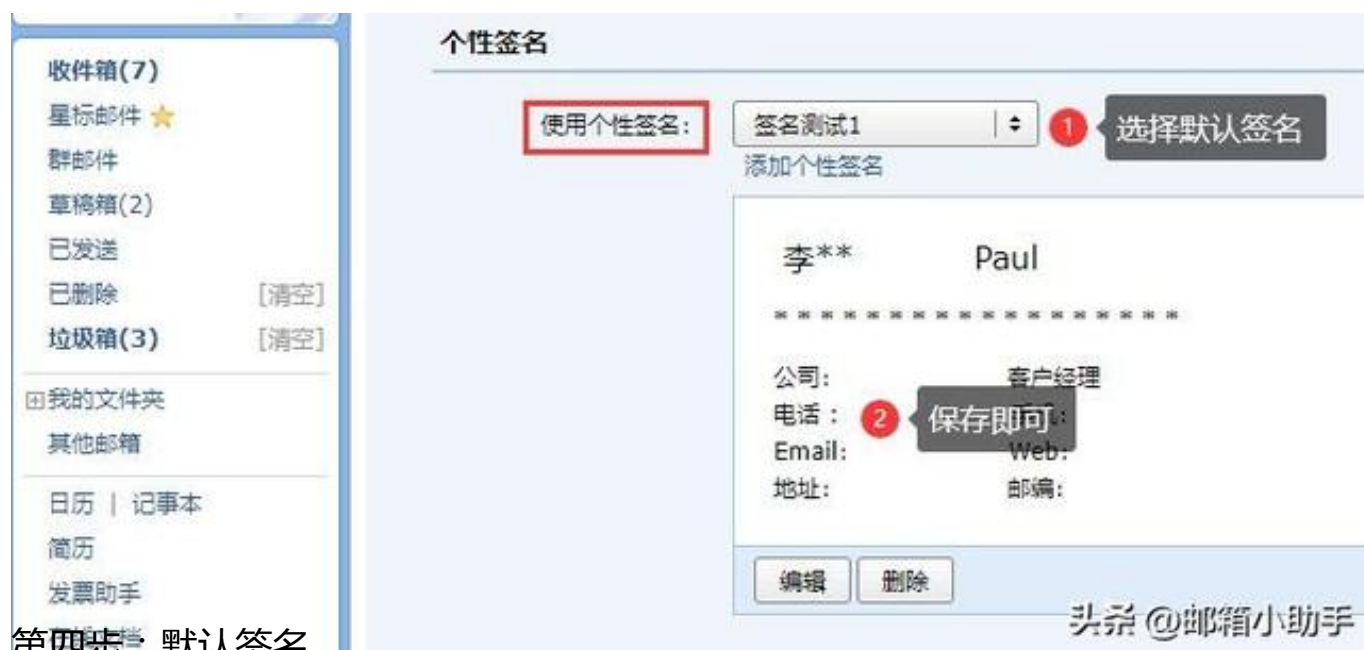 个性签名
收件箱(7)
星标邮件
群邮件
草稿箱(2)
已发送
已删除 [清空]
垃圾箱(3) [清空]
我的文件夹
其他邮箱
日历 | 记事本
简历
发票助手
使用个性签名: 签名测试1 1 选择默认签名
添加个性签名
李** Paul
******************
公司: 客户经理
电话: 2 保存即可
Email: Web:
地址: 邮编:
编辑 删除
头条 @邮箱小助手
第四步：默认签名